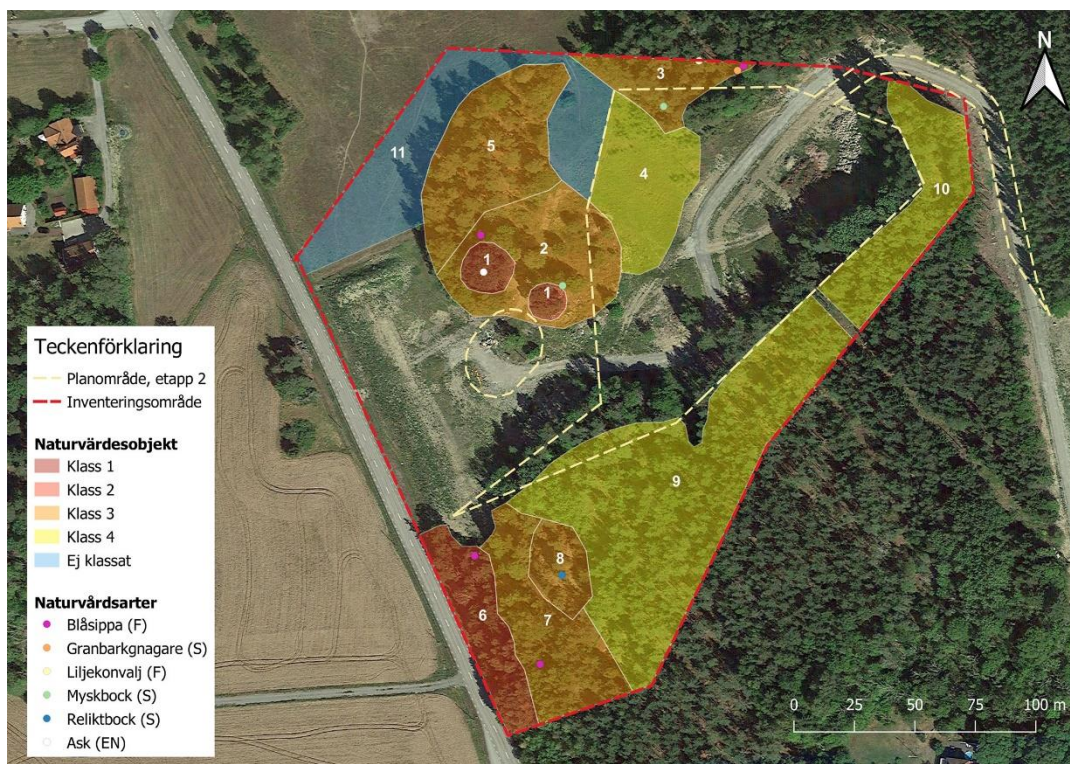 N
3
11
5
4
10
2
1
1
Teckenförklaring
Planområde, etapp 2
Inventeringsområde
Naturvärdesobjekt
Klass 1
Klass 2
Klass 3
Klass 4
Ej klassat
Naturvårdsarter
Blåsippa (F)
Granbarkgnagare (S)
Liljekonvalj (F)
Myskbock (S)
Reliktbock (S)
Ask (EN)
9
8
6
7
0 25 50 75 100 m